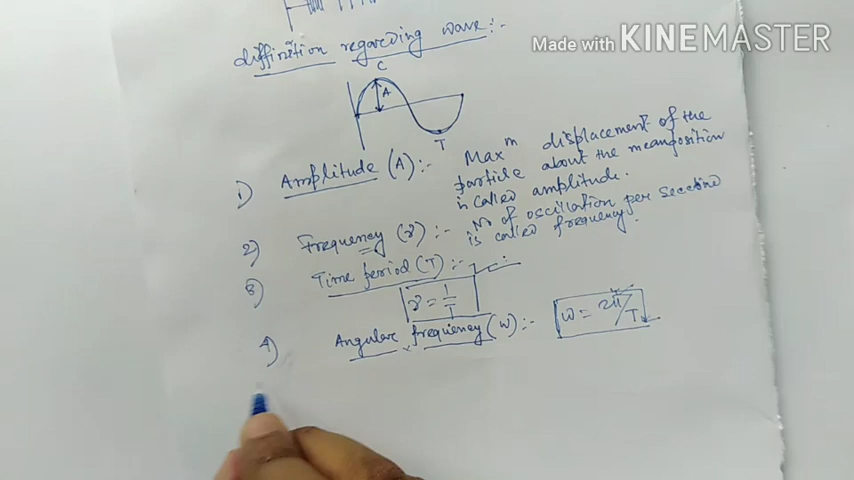 Made with KINEMASTER
diffinition regarding wave:-
C
A
T
1) Amplitude (A) :- Maxᵐ displacement of the
particle about the meanposition
is called amplitude.
2) Frequency (ν) :- No of oscillation per second
is called frequency.
3) Time period (T) :-
ν = 1/T
4) Angular frequency (W) :- W = 2π/T